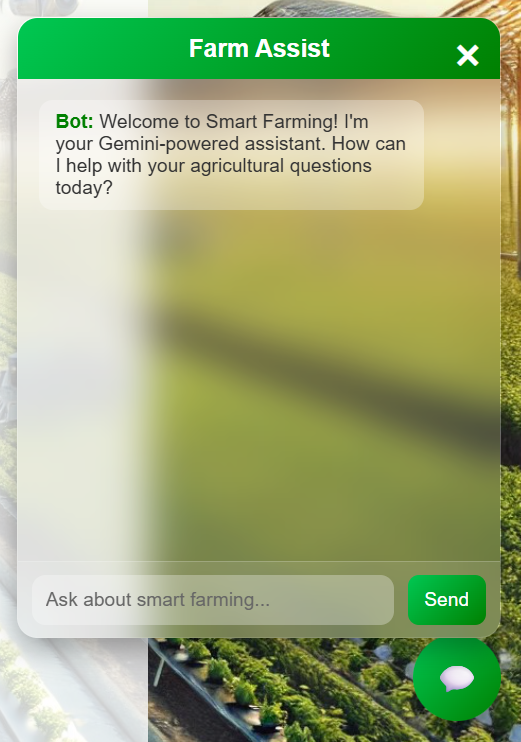 Farm Assist
×
Bot: Welcome to Smart Farming! I'm
your Gemini-powered assistant. How can
I help with your agricultural questions
today?
Ask about smart farming...
Send